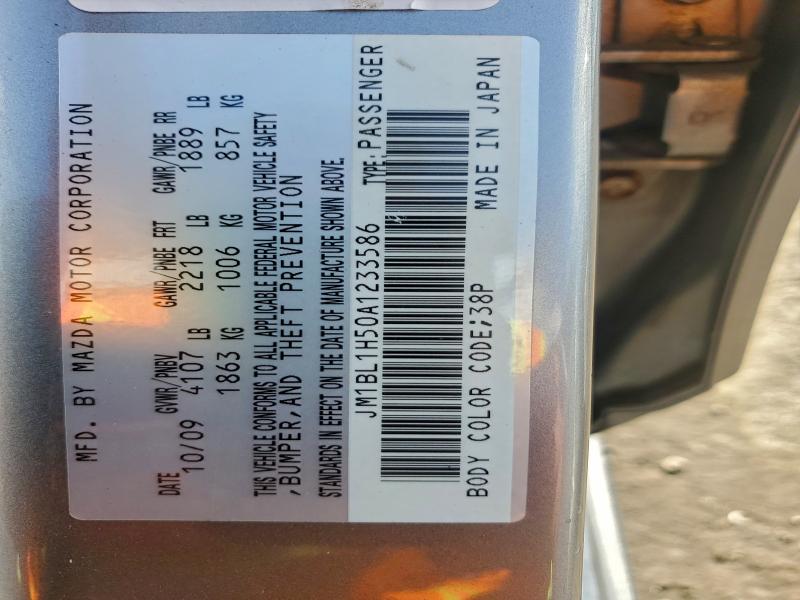 MFD. BY MAZDA MOTOR CORPORATION
DATE GVWR/PNBV GAWR/PNBE FRT GAWR/PNBE RR
10/09 4107 LB 2218 LB 1889 LB
1863 KG 1006 KG 857 KG
THIS VEHICLE CONFORMS TO ALL APPLICABLE FEDERAL MOTOR VEHICLE SAFETY
,BUMPER,AND THEFT PREVENTION
STANDARDS IN EFFECT ON THE DATE OF MANUFACTURE SHOWN ABOVE.
JM1BL1H50A1233586 TYPE:PASSENGER
BODY COLOR CODE;38P MADE IN JAPAN